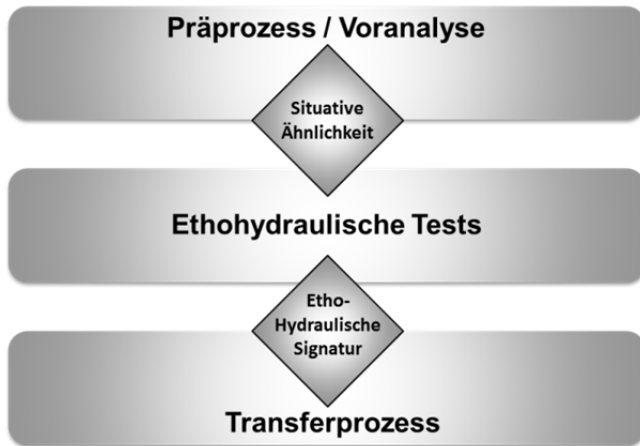 Präprozess / Voranalyse
Situative
Ähnlichkeit
Ethohydraulische Tests
Etho-
Hydraulische
Signatur
Transferprozess